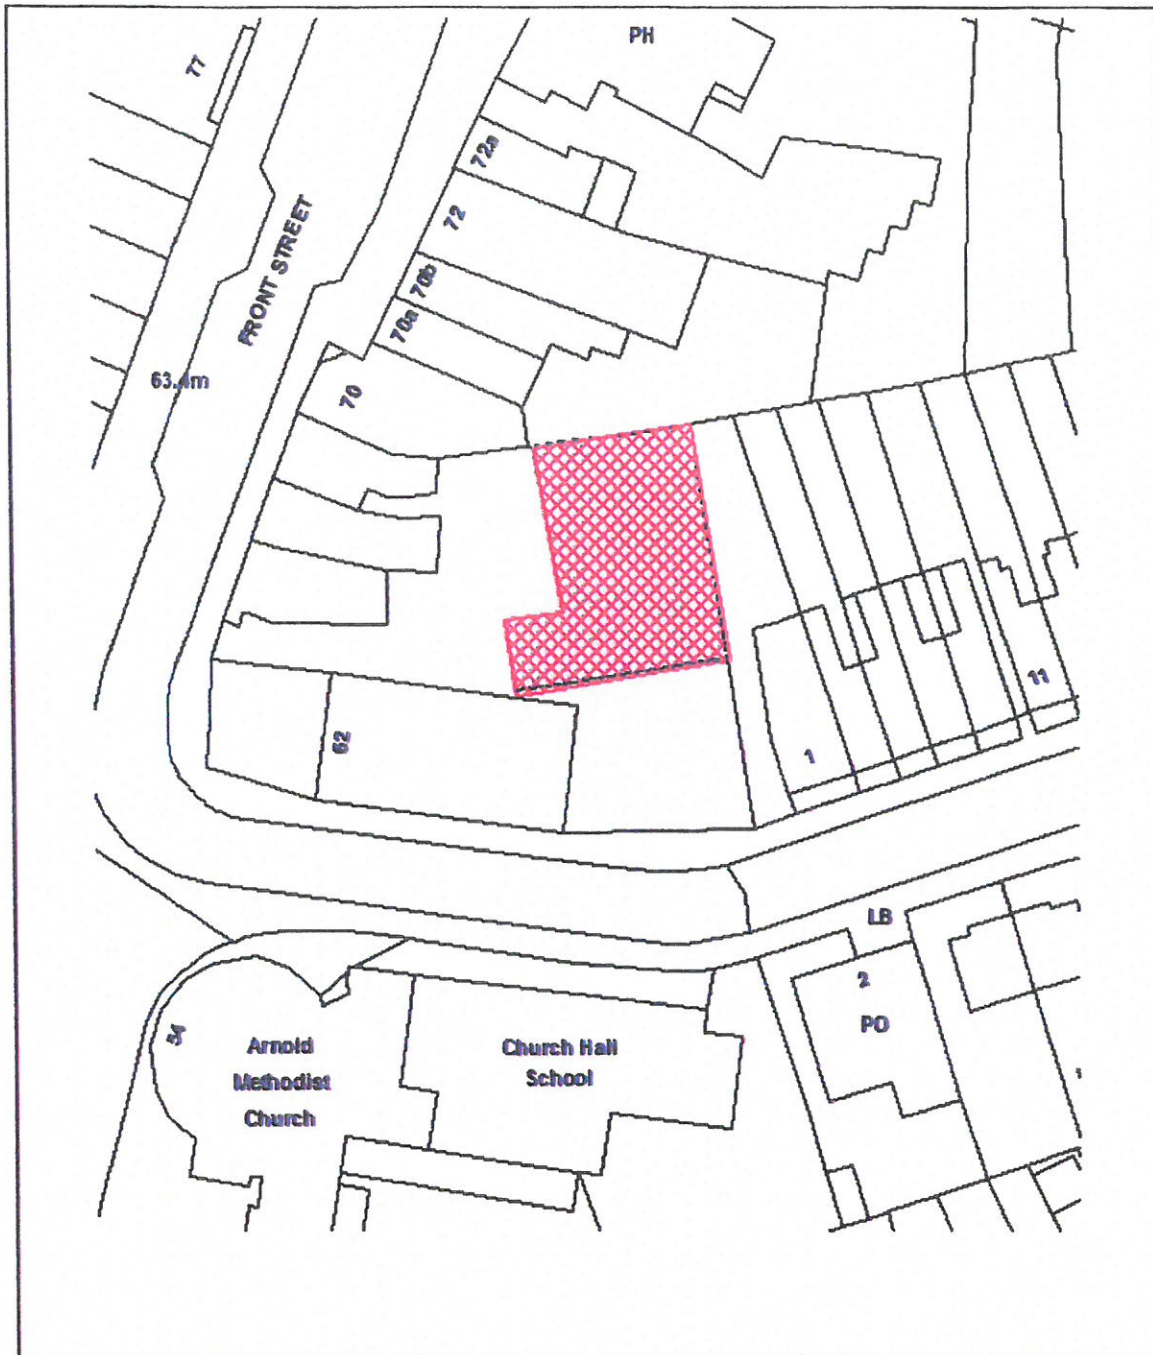 PH
77
72a
72
FRONT STREET
70b
70a
63.4m
70
62
1
11
LB
2
PO
54
Arnold
Methodist
Church
Church Hall
School